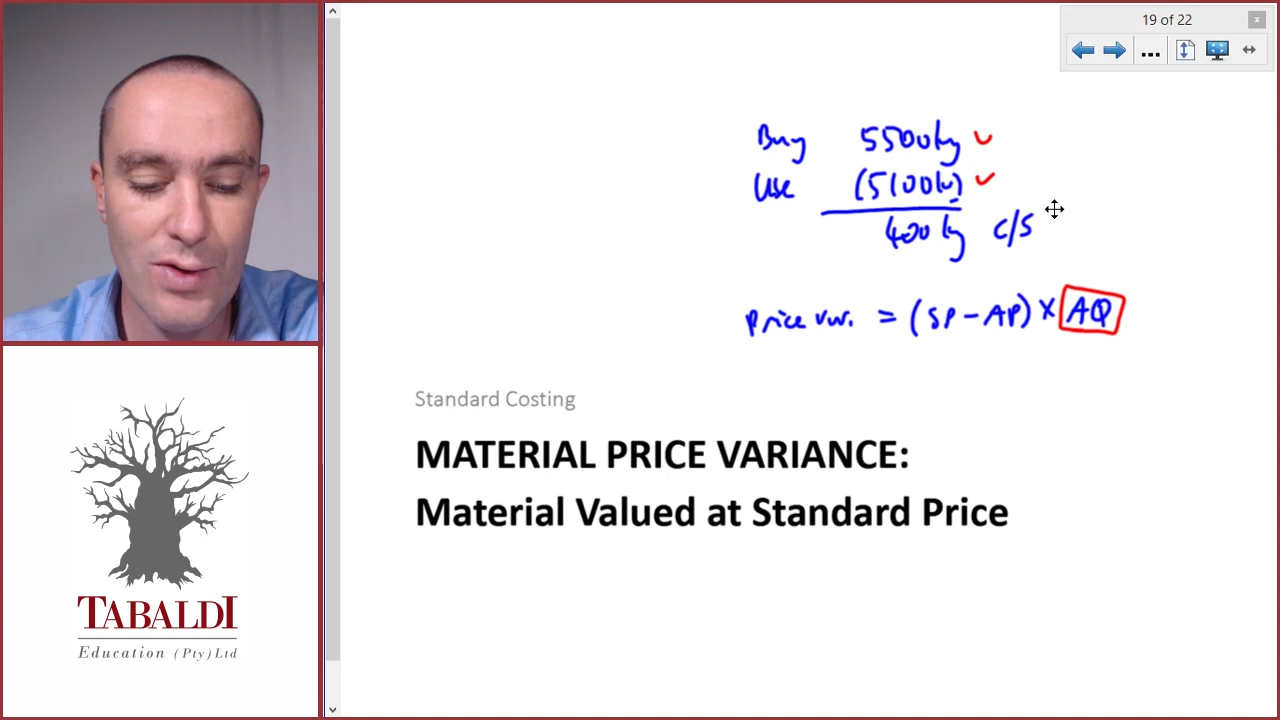 19 of 22
x
...
Buy 5500kg
Use (5100kg)
400kg C/S
Price var. = (SP - AP) x AQ
Standard Costing
MATERIAL PRICE VARIANCE:
Material Valued at Standard Price
TABALDI
Education (Pty) Ltd